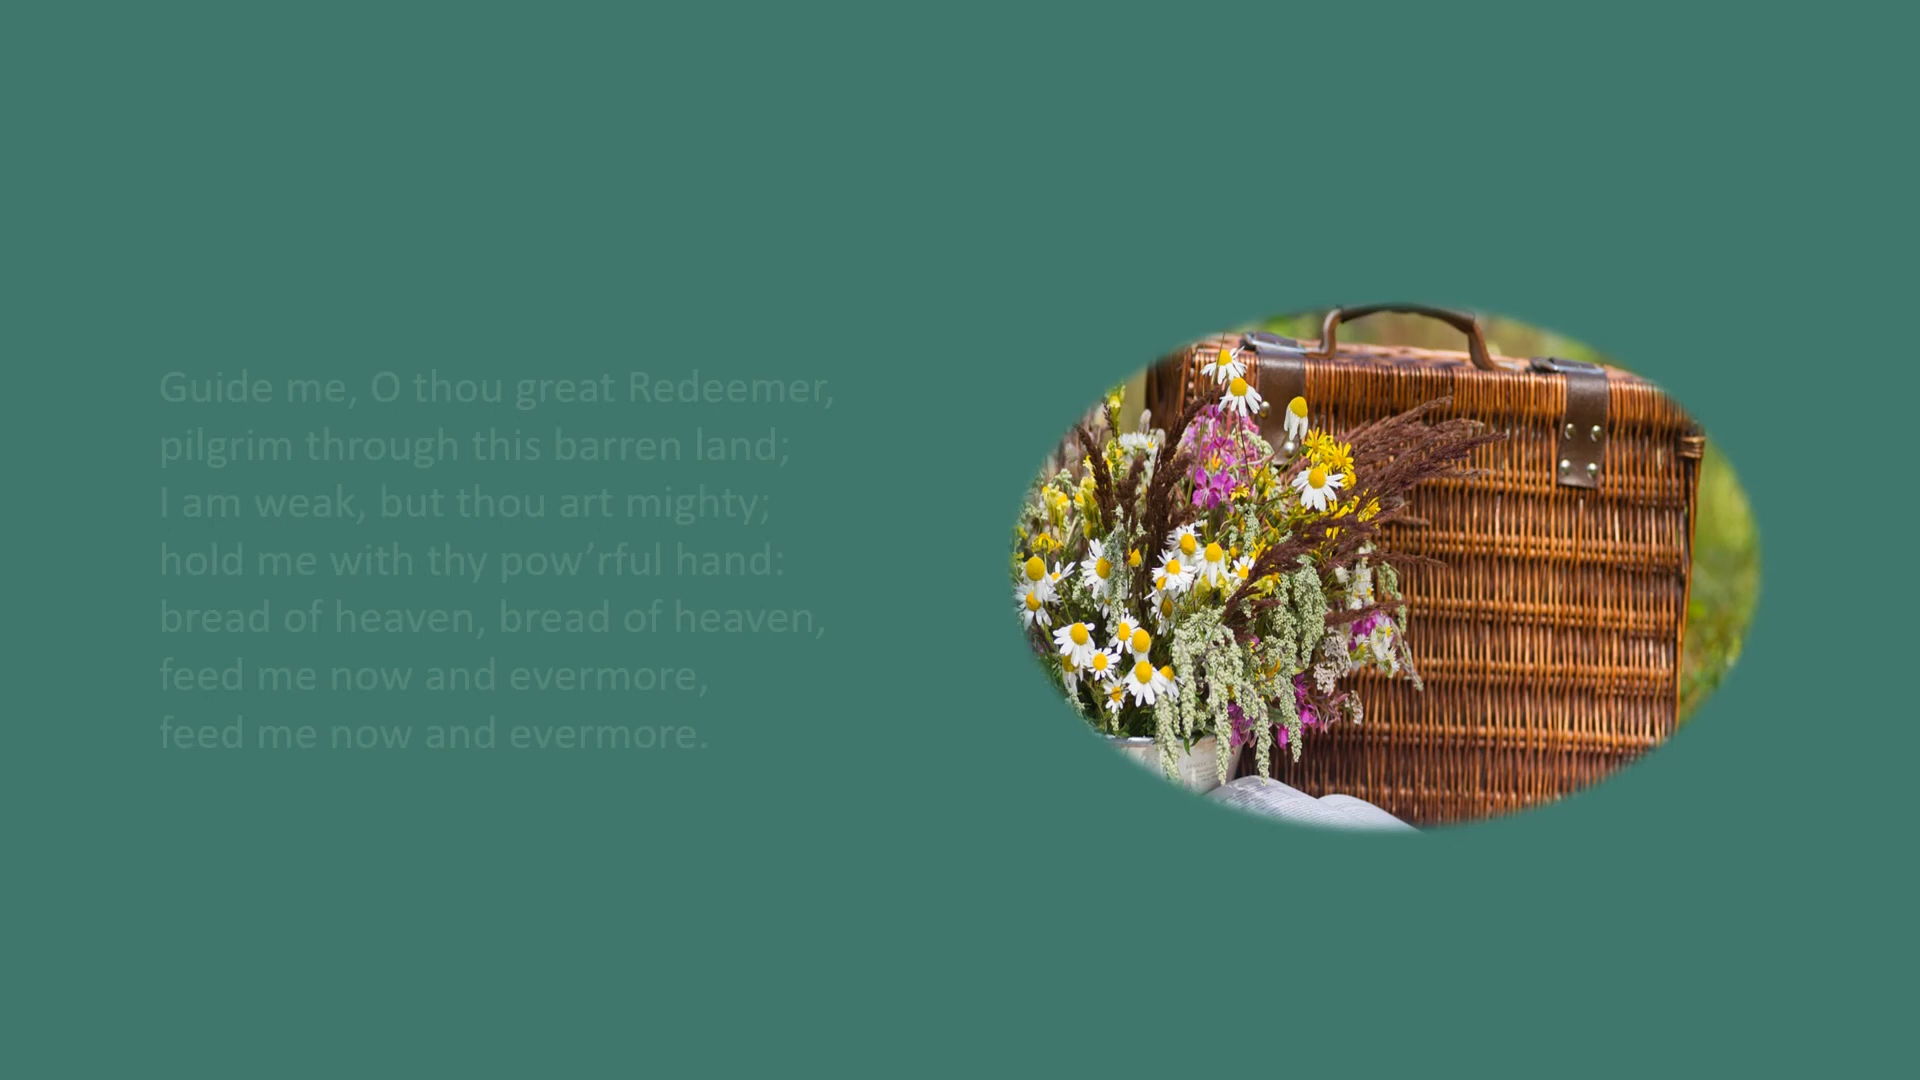 Guide me, O thou great Redeemer,
pilgrim through this barren land;
I am weak, but thou art mighty;
hold me with thy pow’rful hand:
bread of heaven, bread of heaven,
feed me now and evermore,
feed me now and evermore.